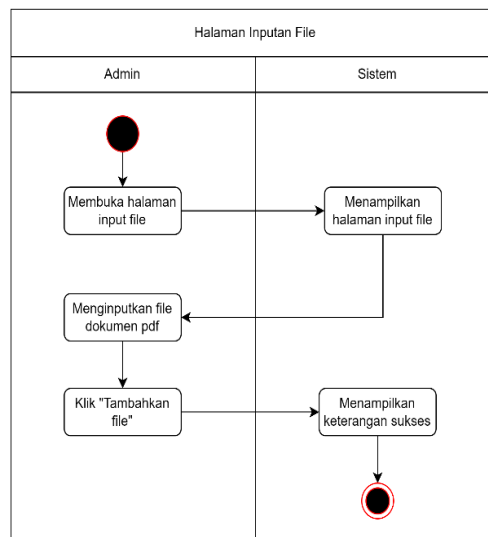 Halaman Inputan File
Admin
Sistem
Membuka halaman
input file
Menampilkan
halaman input file
Menginputkan file
dokumen pdf
Klik "Tambahkan
file"
Menampilkan
keterangan sukses